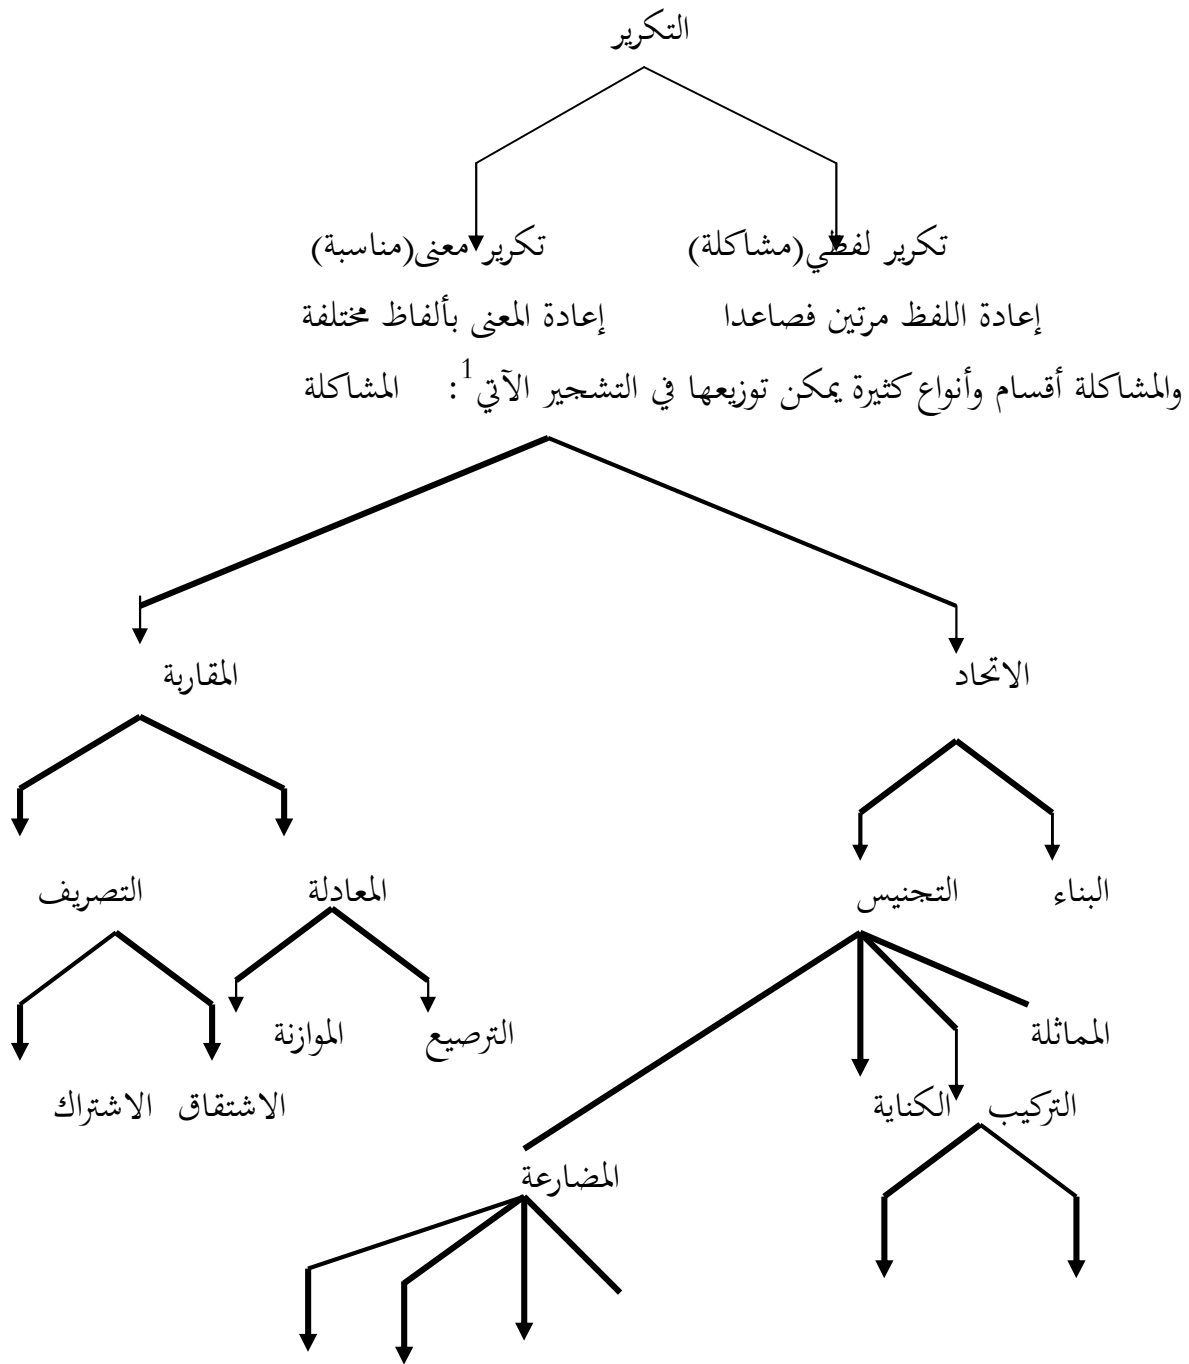 التكرير
تكرير لفظي(مشاكلة) تكرير معنى(مناسبة)
إعادة اللفظ مرتين فصاعدا إعادة المعنى بألفاظ مختلفة
والمشاكلة أقسام وأنواع كثيرة يمكن توزيعها في التشجير الآتي1: المشاكلة
الاتحاد المقاربة
البناء التجنيس المعادلة التصريف
المماثلة الترصيع الموازنة
التركيب الكناية الاشتقاق الاشتراك
المضارعة